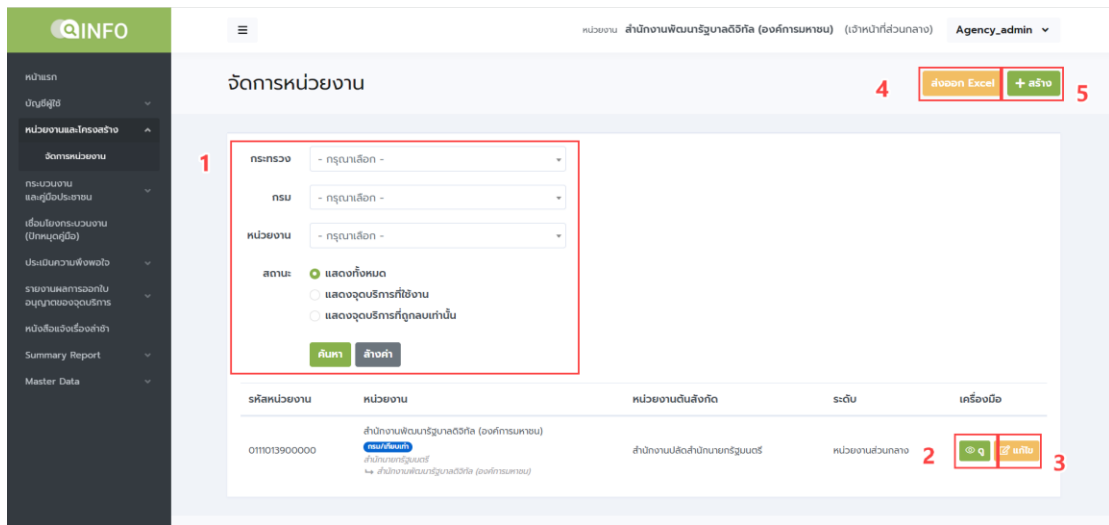 INFO
หน่วยงาน สำนักงานพัฒนารัฐบาลดิจิทัล (องค์การมหาชน) (เจ้าหน้าที่ส่วนกลาง) Agency_admin
หน้าแรก
บัญชีผู้ใช้
หน่วยงานและโครงสร้าง
จัดการหน่วยงาน
กระบวนงาน
และคู่มือประชาชน
เชื่อมโยงกระบวนงาน
(ปักหมุดคู่มือ)
ประเมินความพึงพอใจ
รายงานผลการออกใบ
อนุญาตของจุดบริการ
หนังสือแจ้งเรื่องล่าช้า
Summary Report
Master Data
จัดการหน่วยงาน
4
ส่งออก Excel
+ สร้าง
5
1
กระทรวง - กรุณาเลือก -
กรม - กรุณาเลือก -
หน่วยงาน - กรุณาเลือก -
สถานะ แสดงทั้งหมด
แสดงจุดบริการที่ใช้งาน
แสดงจุดบริการที่ถูกลบเท่านั้น
ค้นหา ล้างค่า
รหัสหน่วยงาน หน่วยงาน หน่วยงานต้นสังกัด ระดับ เครื่องมือ
สำนักงานพัฒนารัฐบาลดิจิทัล (องค์การมหาชน)
0111013900000 กรม/เทียบเท่า สำนักงานปลัดสำนักนายกรัฐมนตรี หน่วยงานส่วนกลาง 2 ดู แก้ไข 3
สำนักนายกรัฐมนตรี
↪ สำนักงานพัฒนารัฐบาลดิจิทัล (องค์การมหาชน)